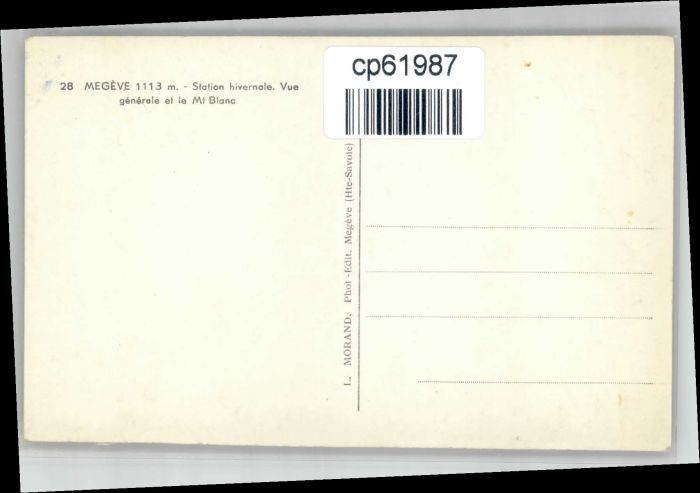 cp61987
28 MEGÈVE 1113 m. - Station hivernale. Vue
générale et le Mt Blanc
L. MORAND, Phot-Edit. Megève (Hte-Savoie)